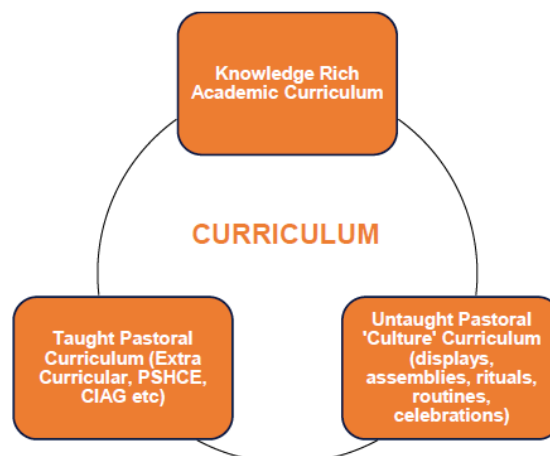 Knowledge Rich
Academic Curriculum
CURRICULUM
Taught Pastoral
Curriculum (Extra
Curricular, PSHCE,
CIAG etc)
Untaught Pastoral
'Culture' Curriculum
(displays,
assemblies, rituals,
routines,
celebrations)